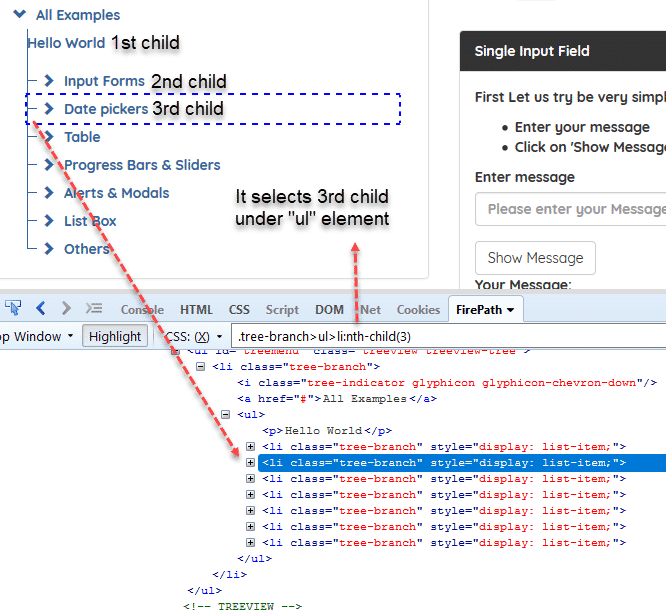 All Examples
Hello World 1st child
Input Forms 2nd child
Date pickers 3rd child
Table
Progress Bars & Sliders
Alerts & Modals
List Box
Others
It selects 3rd child
under "ul" element
Single Input Field
First Let us try be very simpl
Enter your message
Click on 'Show Message
Enter message
Please enter your Message
Show Message
Your Message:
Console HTML CSS Script DOM Net Cookies FirePath
op Window Highlight CSS: (X) .tree-branch>ul>li:nth-child(3)
<ul id="treemenu" class="treeview treeview-tree">
<li class="tree-branch">
<i class="tree-indicator glyphicon glyphicon-chevron-down"/>
<a href="#">All Examples</a>
<ul>
<p>Hello World</p>
<li class="tree-branch" style="display: list-item;">
<li class="tree-branch" style="display: list-item;">
<li class="tree-branch" style="display: list-item;">
<li class="tree-branch" style="display: list-item;">
<li class="tree-branch" style="display: list-item;">
<li class="tree-branch" style="display: list-item;">
<li class="tree-branch" style="display: list-item;">
</ul>
</li>
</ul>
<!-- TREEVIEW -->